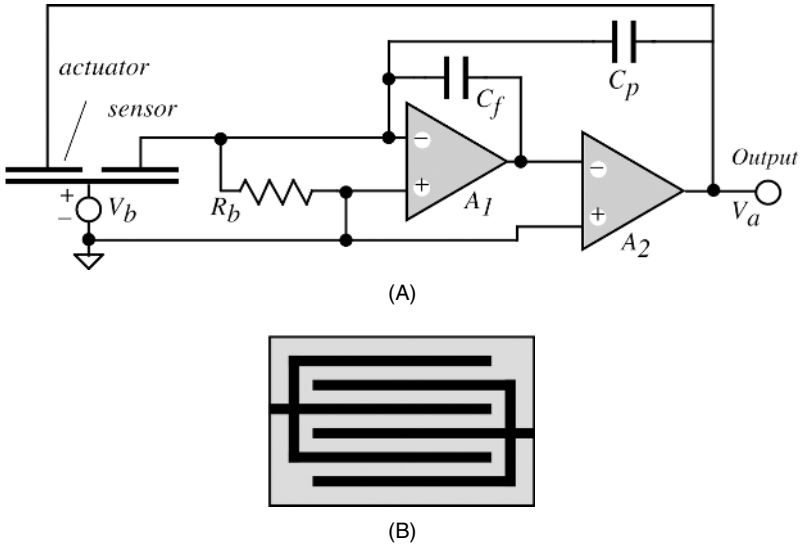 actuator
sensor
C_f
C_p
−
+
A_1
R_b
+
−
V_b
−
+
A_2
Output
V_a
(A)
(B)